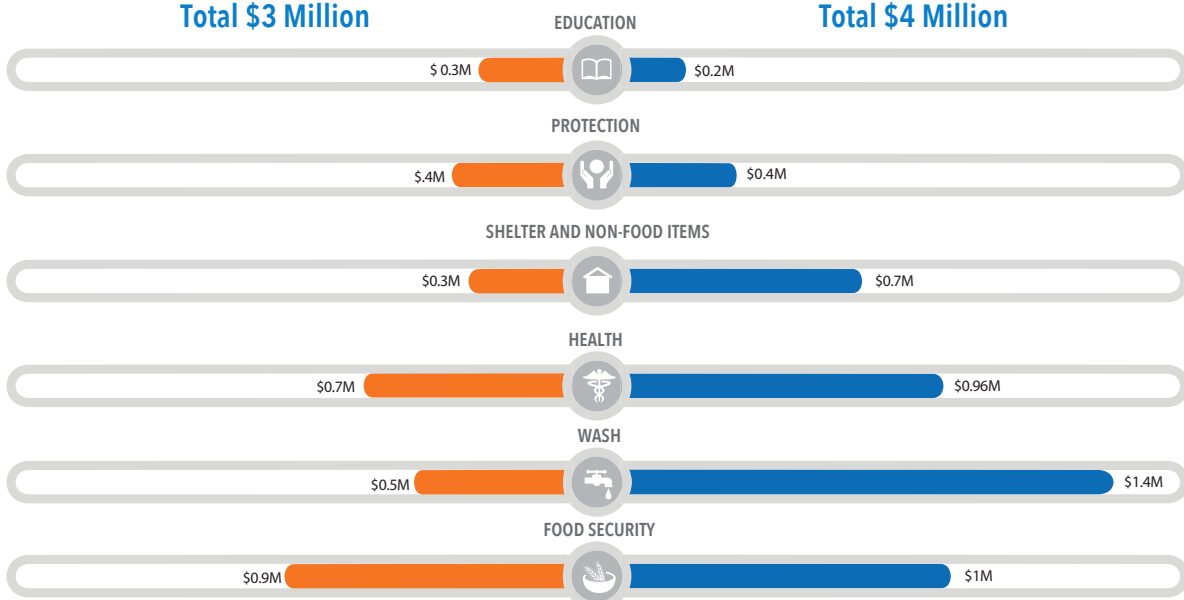 Total $3 Million
Total $4 Million
EDUCATION
$ 0.3M
$0.2M
PROTECTION
$.4M
$0.4M
SHELTER AND NON-FOOD ITEMS
$0.3M
$0.7M
HEALTH
$0.7M
$0.96M
WASH
$0.5M
$1.4M
FOOD SECURITY
$0.9M
$1M